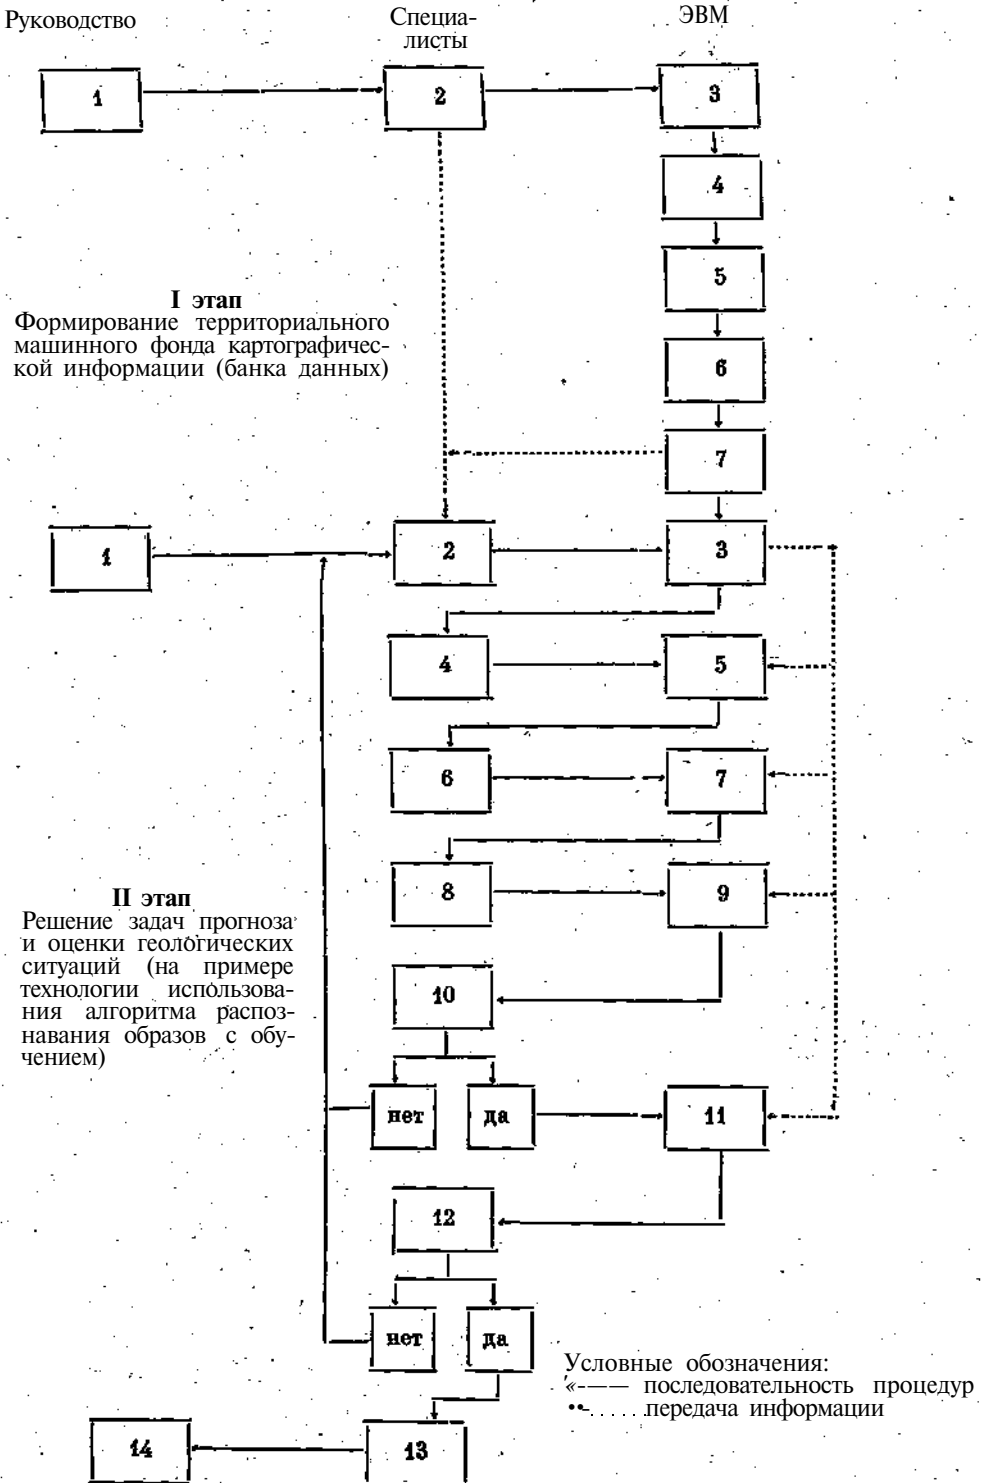 Руководство
Специа-
листы
ЭВМ
1
2
3
4
5
I этап
Формирование территориального
машинного фонда картографичес-
кой информации (банка данных)
6
7
1
2
3
4
5
6
7
8
9
II этап
Решение задач прогноза
и оценки геологических
ситуаций (на примере
технологии использова-
ния алгоритма распоз-
навания образов с обу-
чением)
10
нет
да
11
12
нет
да
Условные обозначения:
последовательность процедур
передача информации
14
13